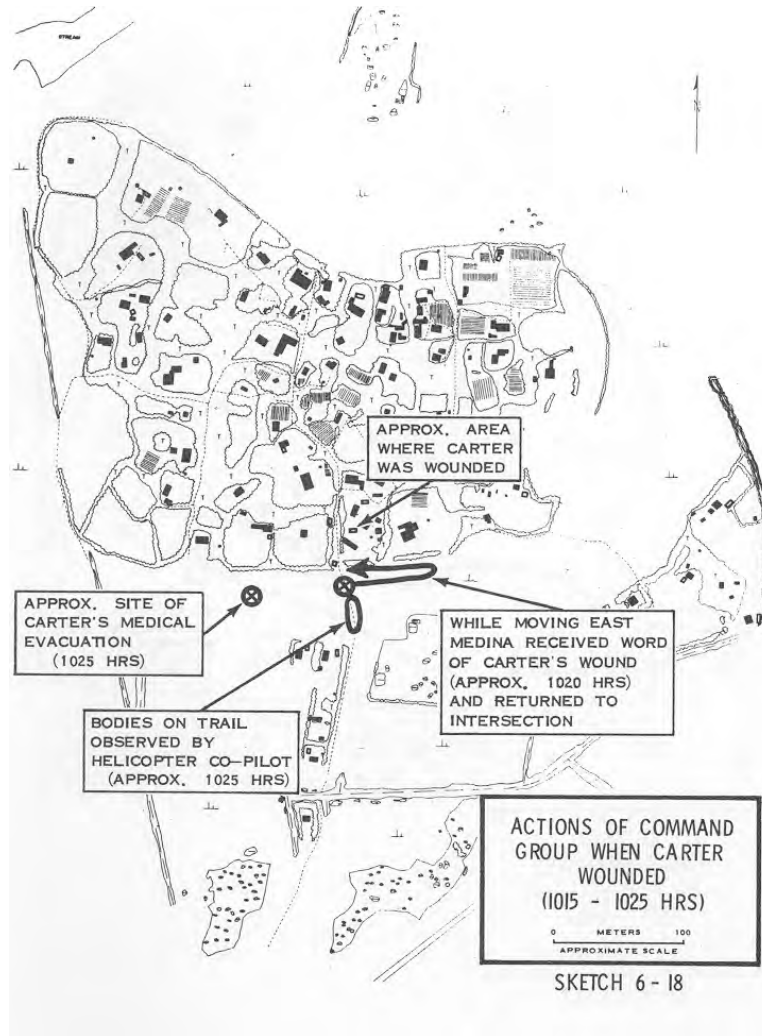 STREAM
APPROX. AREA
WHERE CARTER
WAS WOUNDED
APPROX. SITE OF
CARTER'S MEDICAL
EVACUATION
(1025 HRS)
WHILE MOVING EAST
MEDINA RECEIVED WORD
OF CARTER'S WOUND
(APPROX. 1020 HRS)
AND RETURNED TO
INTERSECTION
BODIES ON TRAIL
OBSERVED BY
HELICOPTER CO-PILOT
(APPROX. 1025 HRS)
ACTIONS OF COMMAND
GROUP WHEN CARTER
WOUNDED
(1015 - 1025 HRS)
0 METERS 100
APPROXIMATE SCALE
SKETCH 6-18